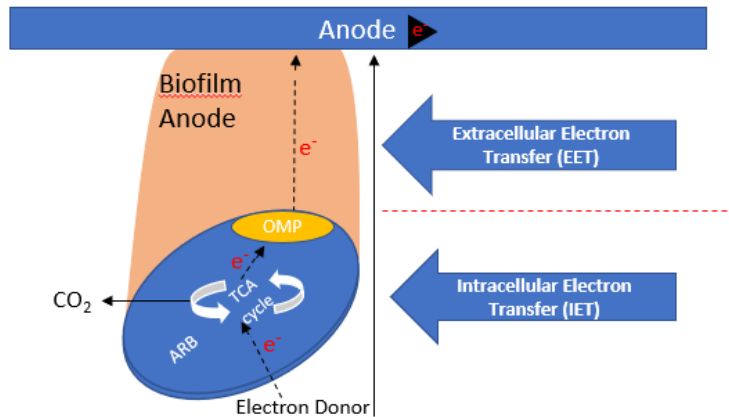 Anode
e-
Biofilm
Anode
e-
Extracellular Electron
Transfer (EET)
OMP
e-
TCA
cycle
CO2
ARB
e-
Intracellular Electron
Transfer (IET)
Electron Donor